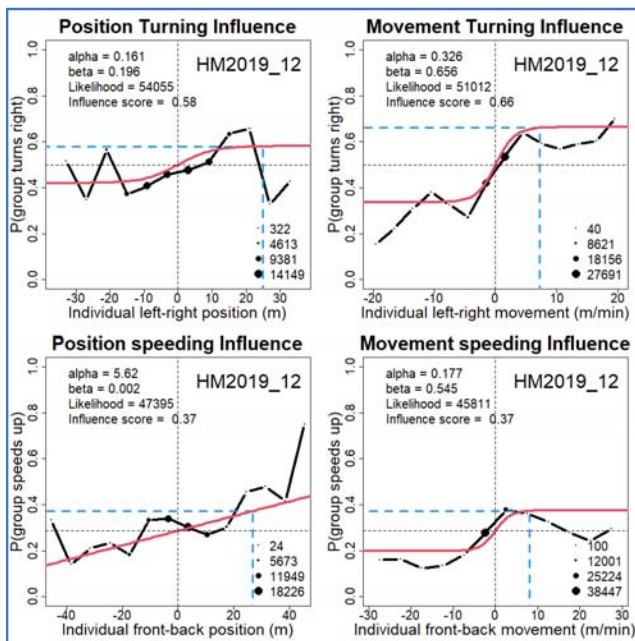 Position Turning Influence
P(group turns right)
1.0
0.8
0.6
0.4
0.2
0.0
alpha = 0.161
beta = 0.196
Likelihood = 54055
Influence score = 0.58
HM2019_12
322
4613
9381
14149
-40 -20 0 20 40
Individual left-right position (m)
Movement Turning Influence
P(group turns right)
1.0
0.8
0.6
0.4
0.2
0.0
alpha = 0.326
beta = 0.656
Likelihood = 51012
Influence score = 0.66
HM2019_12
40
8621
18156
27691
-20 -10 0 10 20
Individual left-right movement (m/min)
Position speeding Influence
P(group speeds up)
1.0
0.8
0.6
0.4
0.2
0.0
alpha = 5.62
beta = 0.002
Likelihood = 47395
Influence score = 0.37
HM2019_12
24
5673
11949
18226
-40 -20 0 20 40
Individual front-back position (m)
Movement speeding Influence
P(group speeds up)
1.0
0.8
0.6
0.4
0.2
0.0
alpha = 0.177
beta = 0.545
Likelihood = 45811
Influence score = 0.37
HM2019_12
100
12001
25224
38447
-30 -20 -10 0 10 20 30
Individual front-back movement (m/min)